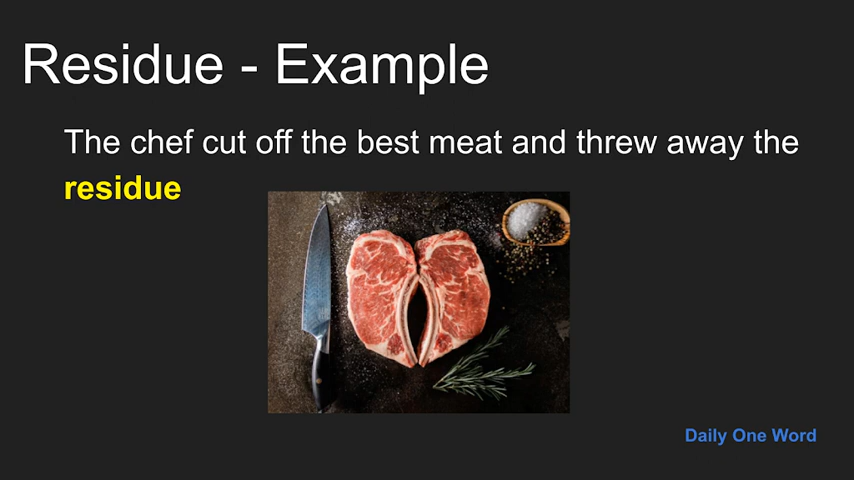 Residue - Example
The chef cut off the best meat and threw away the
residue
Daily One Word